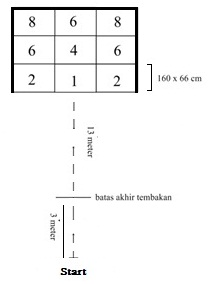 8 6 8
6 4 6
2 1 2
160 x 66 cm
13 meter
batas akhir tembakan
3 meter
Start